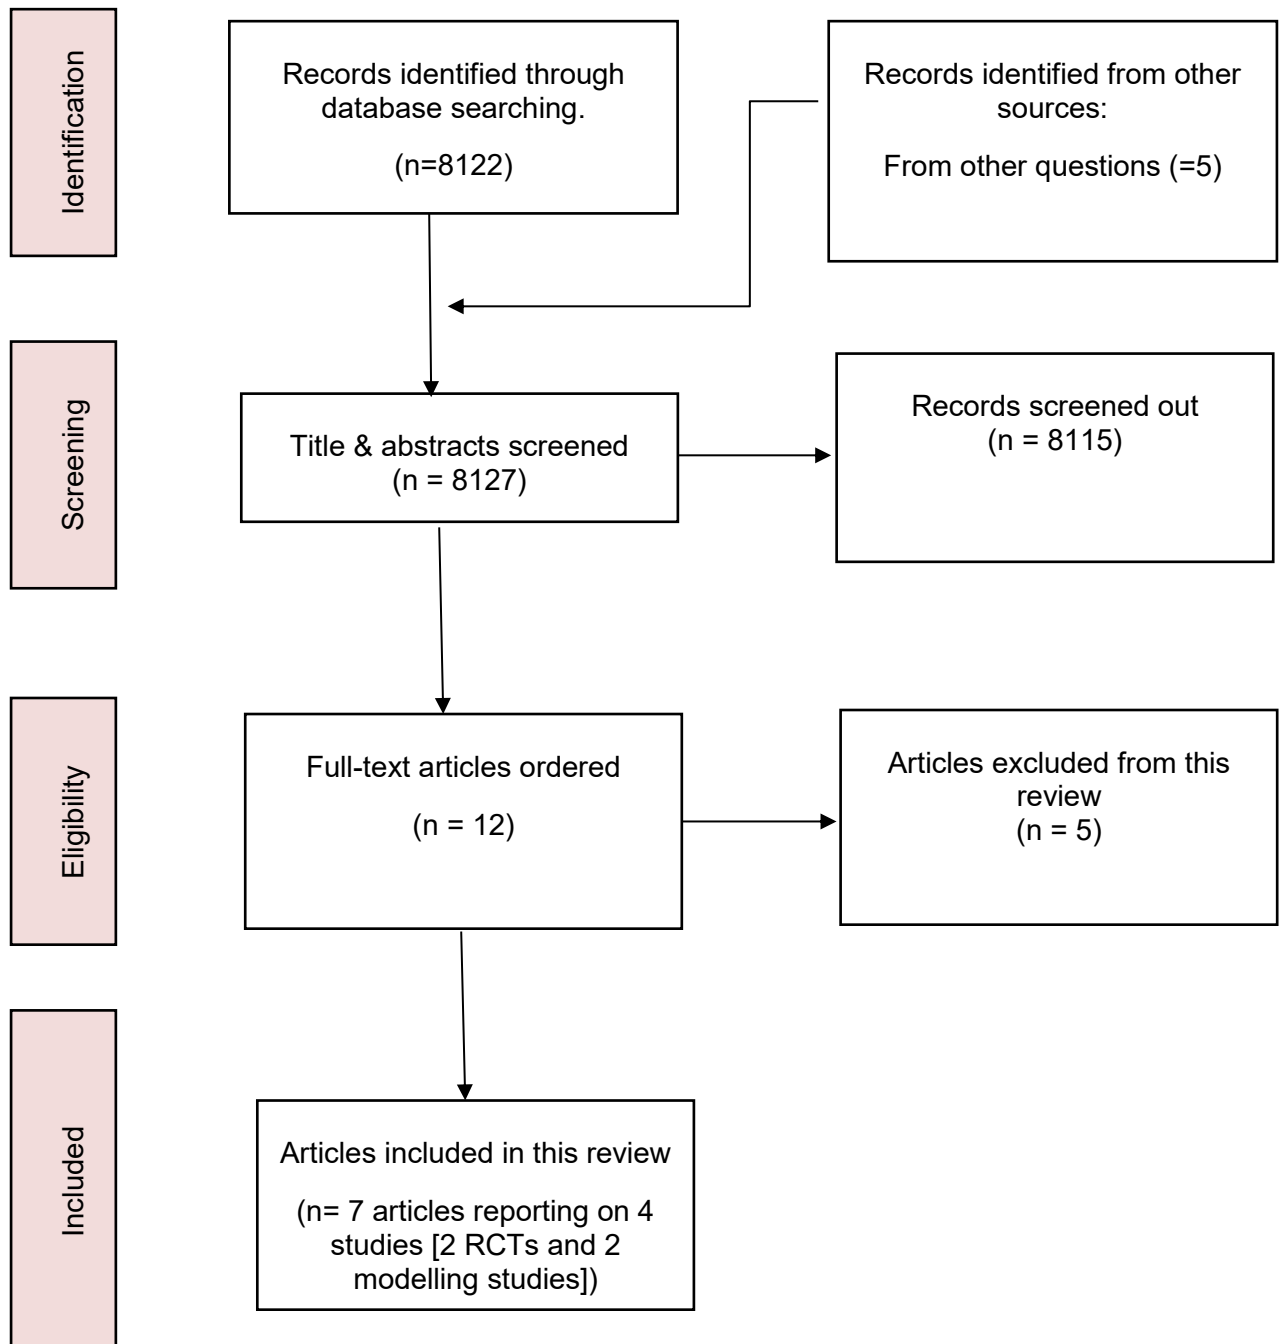 Identification
Records identified through
database searching.
(n=8122)
Records identified from other
sources:
From other questions (=5)
Screening
Title & abstracts screened
(n = 8127)
Records screened out
(n = 8115)
Eligibility
Full-text articles ordered
(n = 12)
Articles excluded from this
review
(n = 5)
Included
Articles included in this review
(n= 7 articles reporting on 4
studies [2 RCTs and 2
modelling studies])